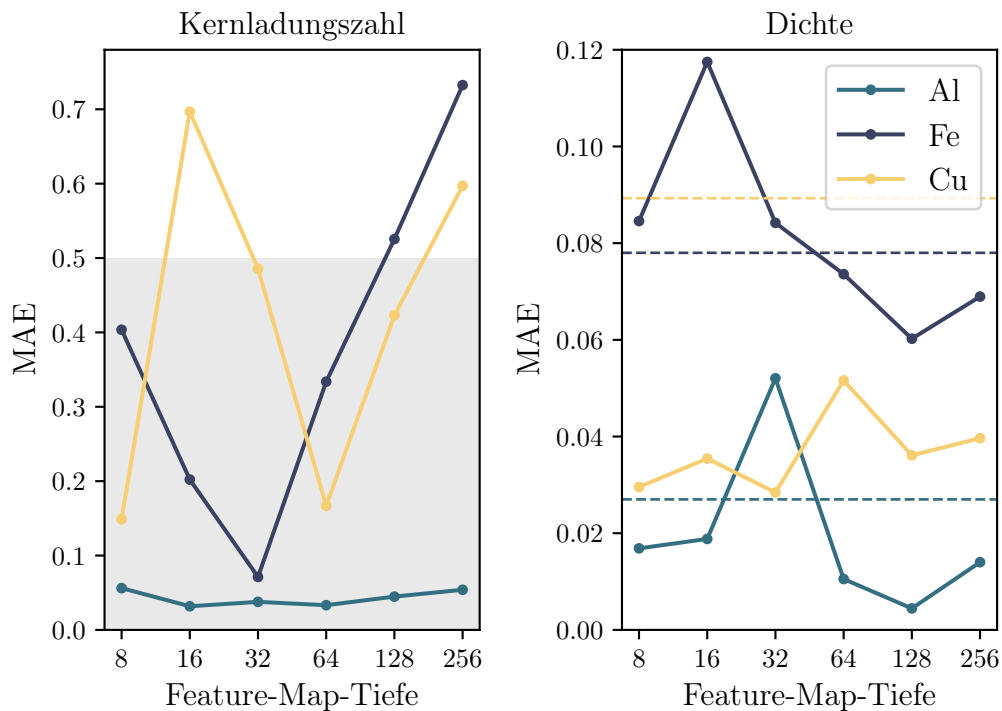 Kernladungszahl
MAE
0.7
0.6
0.5
0.4
0.3
0.2
0.1
0.0
8 16 32 64 128 256
Feature-Map-Tiefe
Dichte
MAE
0.12
0.10
0.08
0.06
0.04
0.02
0.00
Al
Fe
Cu
8 16 32 64 128 256
Feature-Map-Tiefe